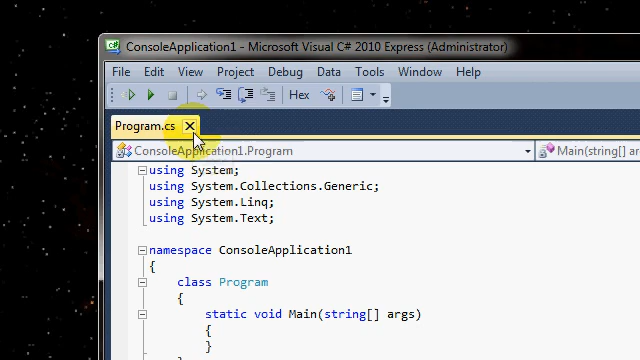 ConsoleApplication1 - Microsoft Visual C# 2010 Express (Administrator)
File Edit View Project Debug Data Tools Window Help
Hex
Program.cs
ConsoleApplication1.Program Main(string[] args)
using System;
using System.Collections.Generic;
using System.Linq;
using System.Text;
namespace ConsoleApplication1
{
class Program
{
static void Main(string[] args)
{
}
}